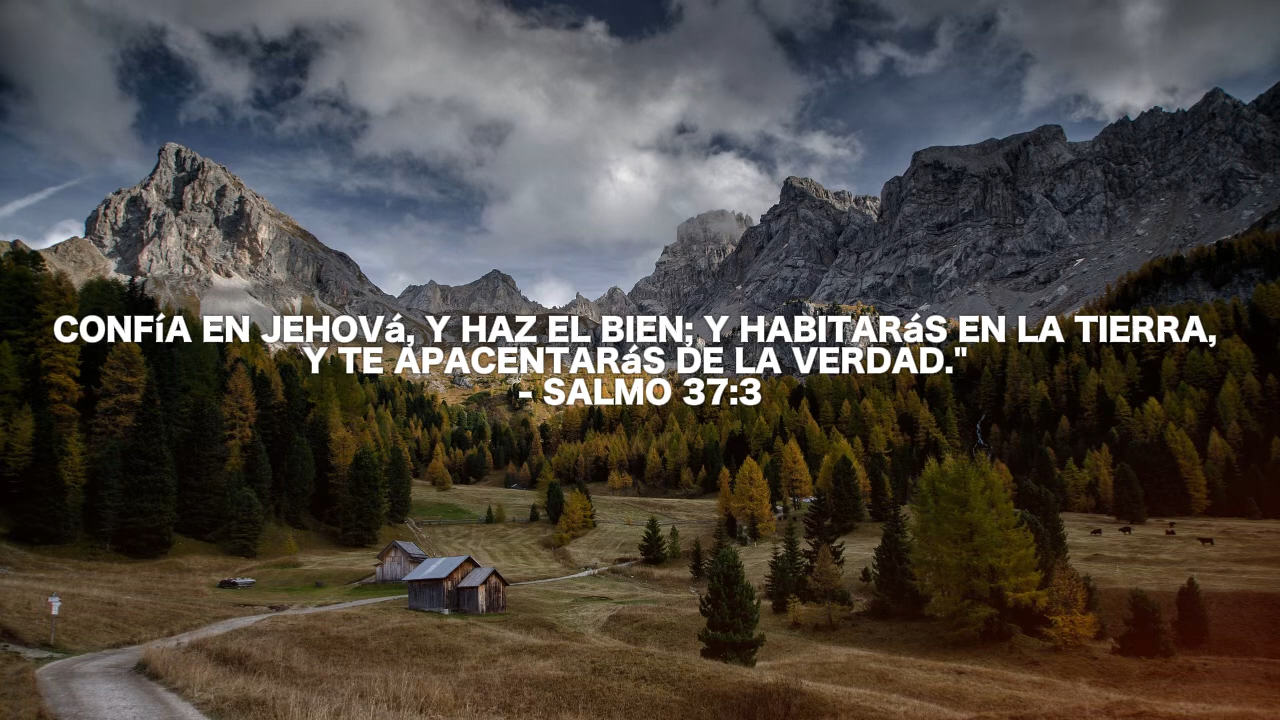 CONFíA EN JEHOVá, Y HAZ EL BIEN; Y HABITARáS EN LA TIERRA,
Y TE APACENTARáS DE LA VERDAD."
- SALMO 37:3